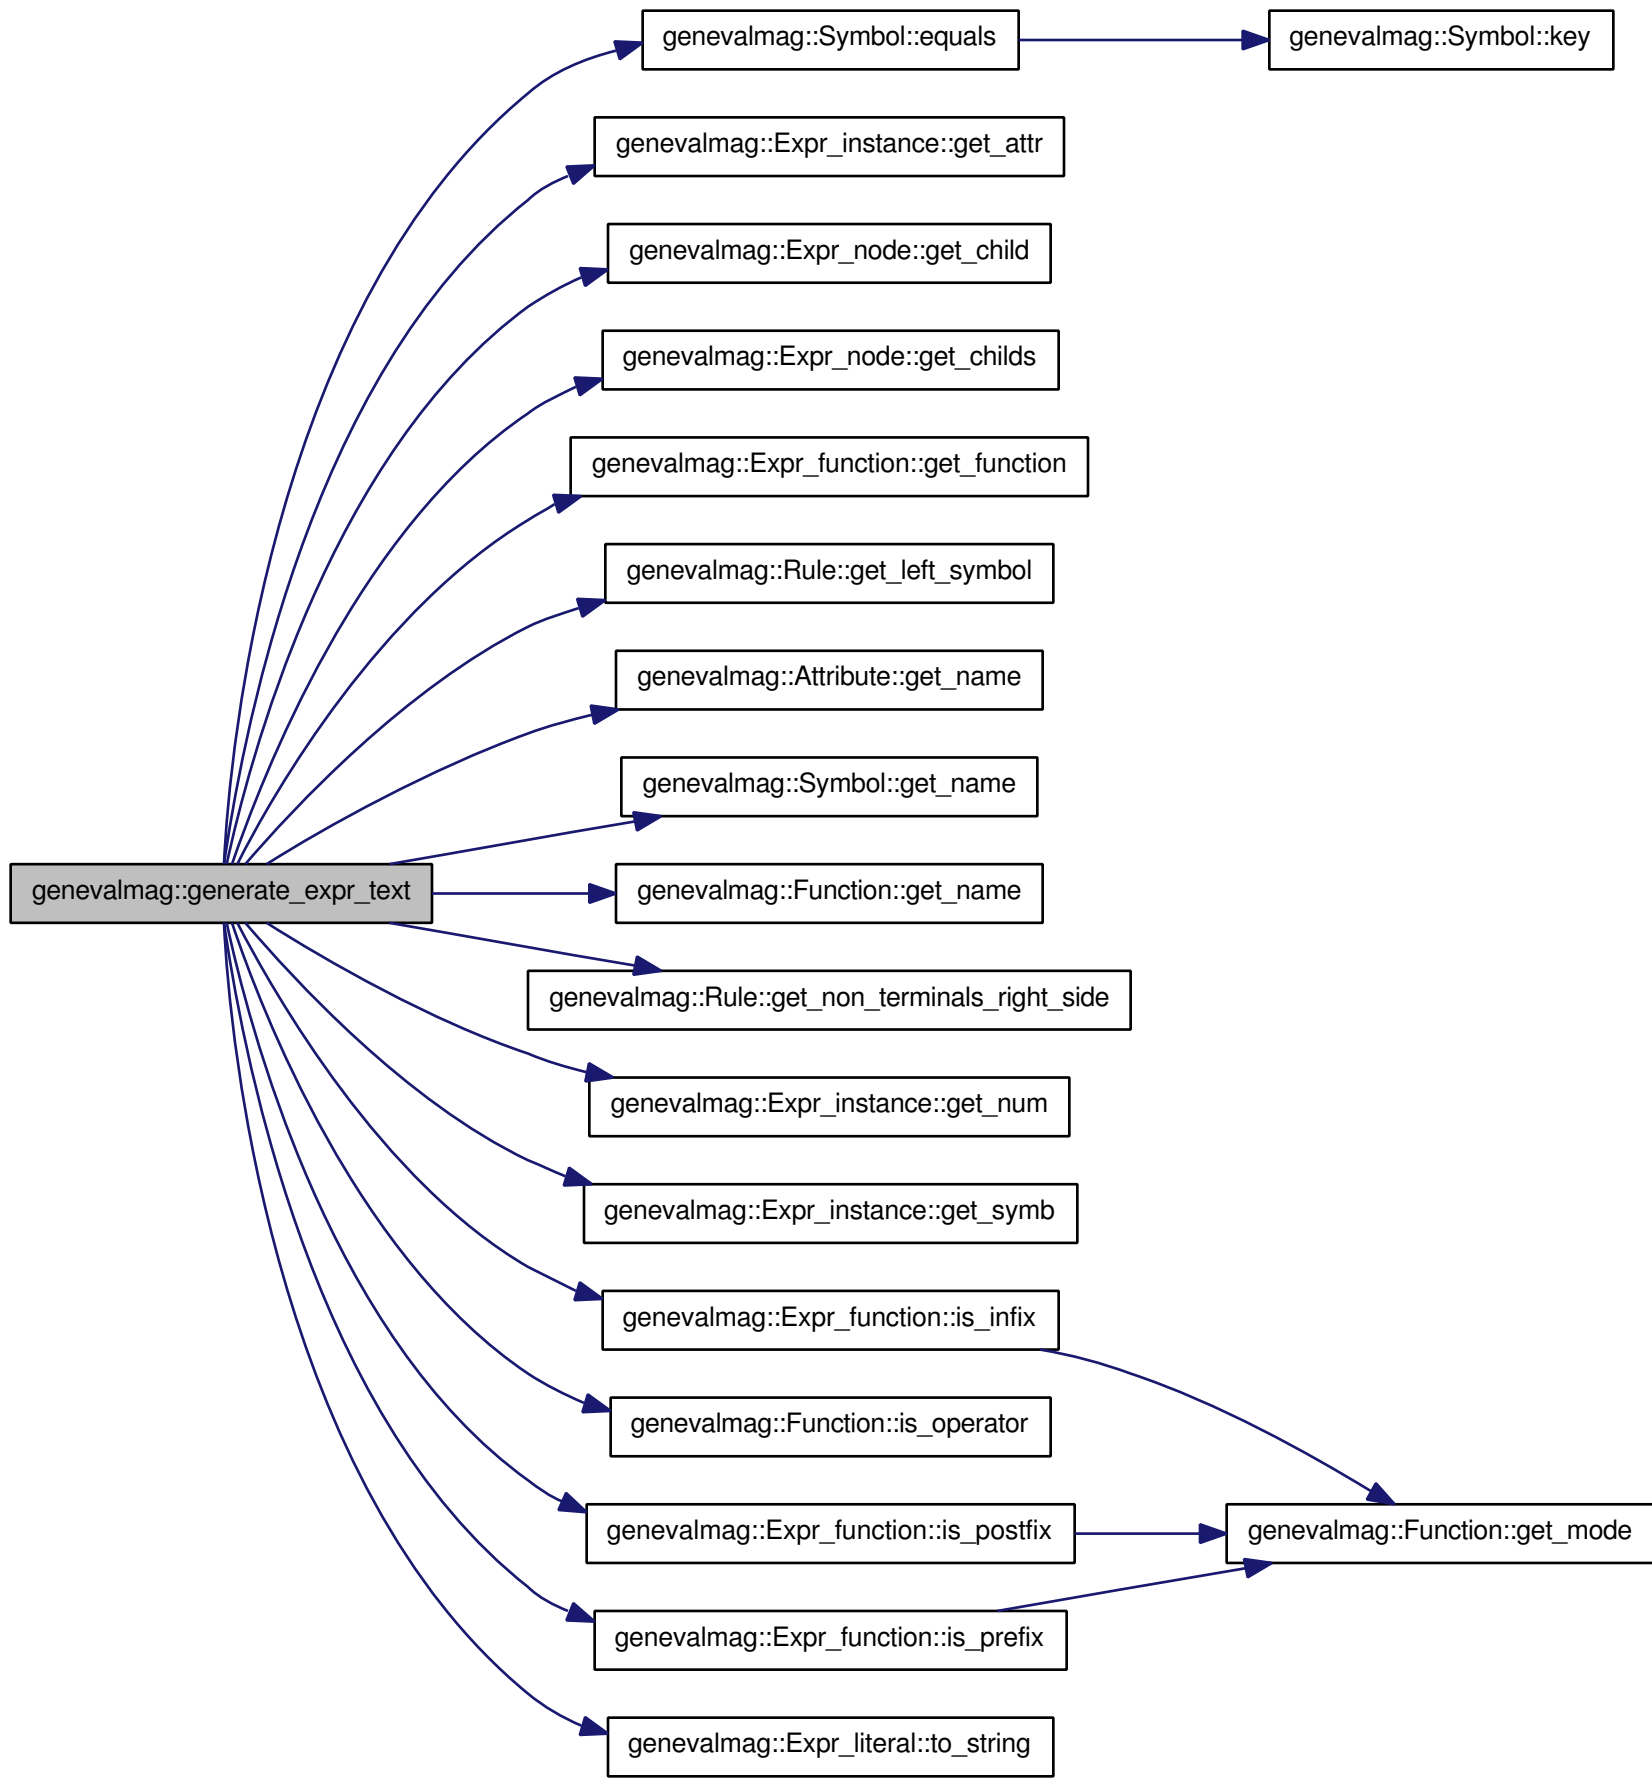 genevalmag::Symbol::equals
genevalmag::Symbol::key
genevalmag::Expr_instance::get_attr
genevalmag::Expr_node::get_child
genevalmag::Expr_node::get_childs
genevalmag::Expr_function::get_function
genevalmag::Rule::get_left_symbol
genevalmag::Attribute::get_name
genevalmag::Symbol::get_name
genevalmag::generate_expr_text
genevalmag::Function::get_name
genevalmag::Rule::get_non_terminals_right_side
genevalmag::Expr_instance::get_num
genevalmag::Expr_instance::get_symb
genevalmag::Expr_function::is_infix
genevalmag::Function::is_operator
genevalmag::Expr_function::is_postfix
genevalmag::Function::get_mode
genevalmag::Expr_function::is_prefix
genevalmag::Expr_literal::to_string